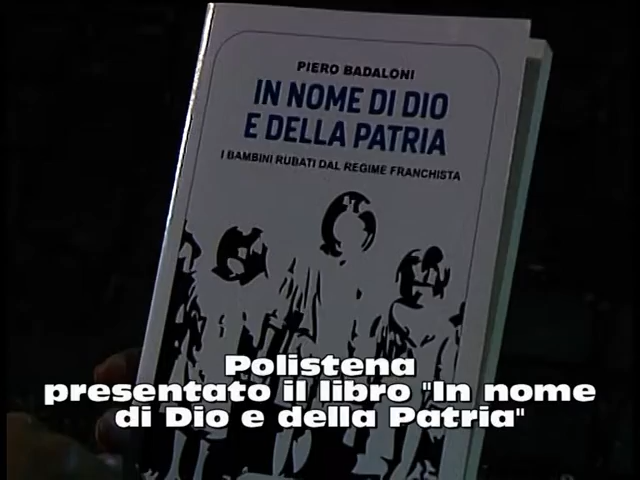 PIERO BADALONI
IN NOME DI DIO
E DELLA PATRIA
I BAMBINI RUBATI DAL REGIME FRANCHISTA
Polistena
presentato il libro "In nome
di Dio e della Patria"